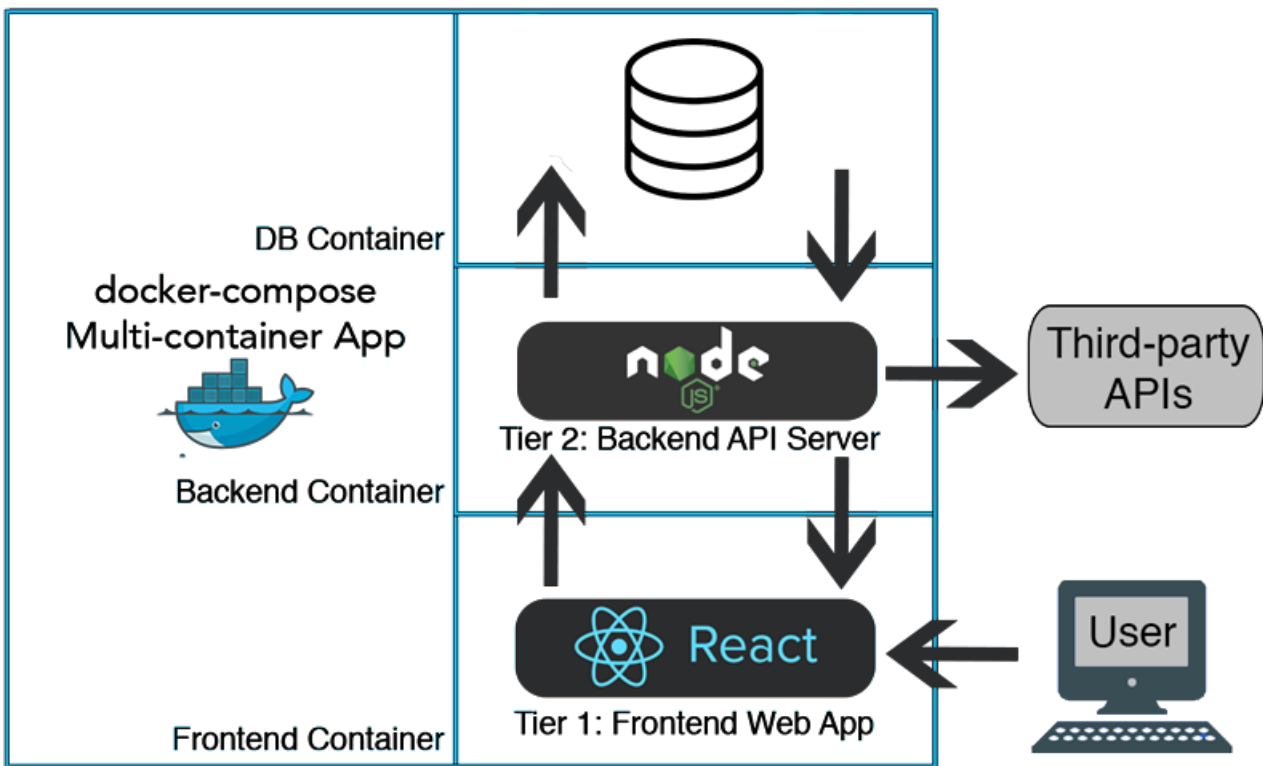 DB Container
docker-compose
Multi-container App
node
JS
Third-party
APIs
Tier 2: Backend API Server
Backend Container
React
User
Tier 1: Frontend Web App
Frontend Container